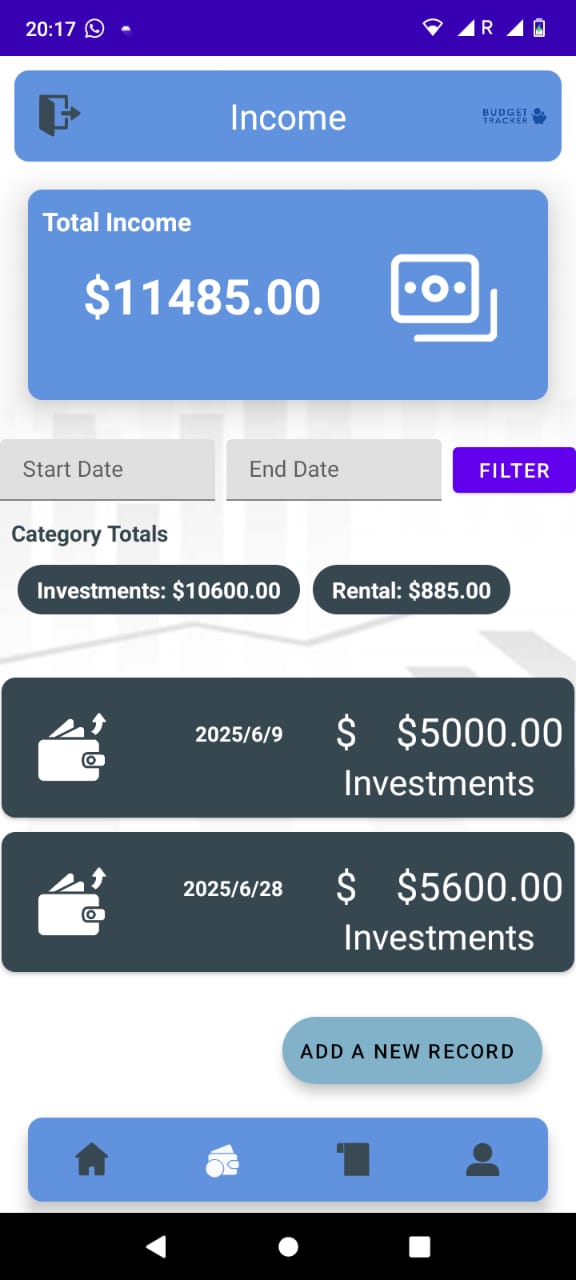 20:17 R
Income
BUDGET
TRACKER
Total Income
$11485.00
Start Date End Date FILTER
Category Totals
Investments: $10600.00 Rental: $885.00
2025/6/9 $ $5000.00
Investments
2025/6/28 $ $5600.00
Investments
ADD A NEW RECORD